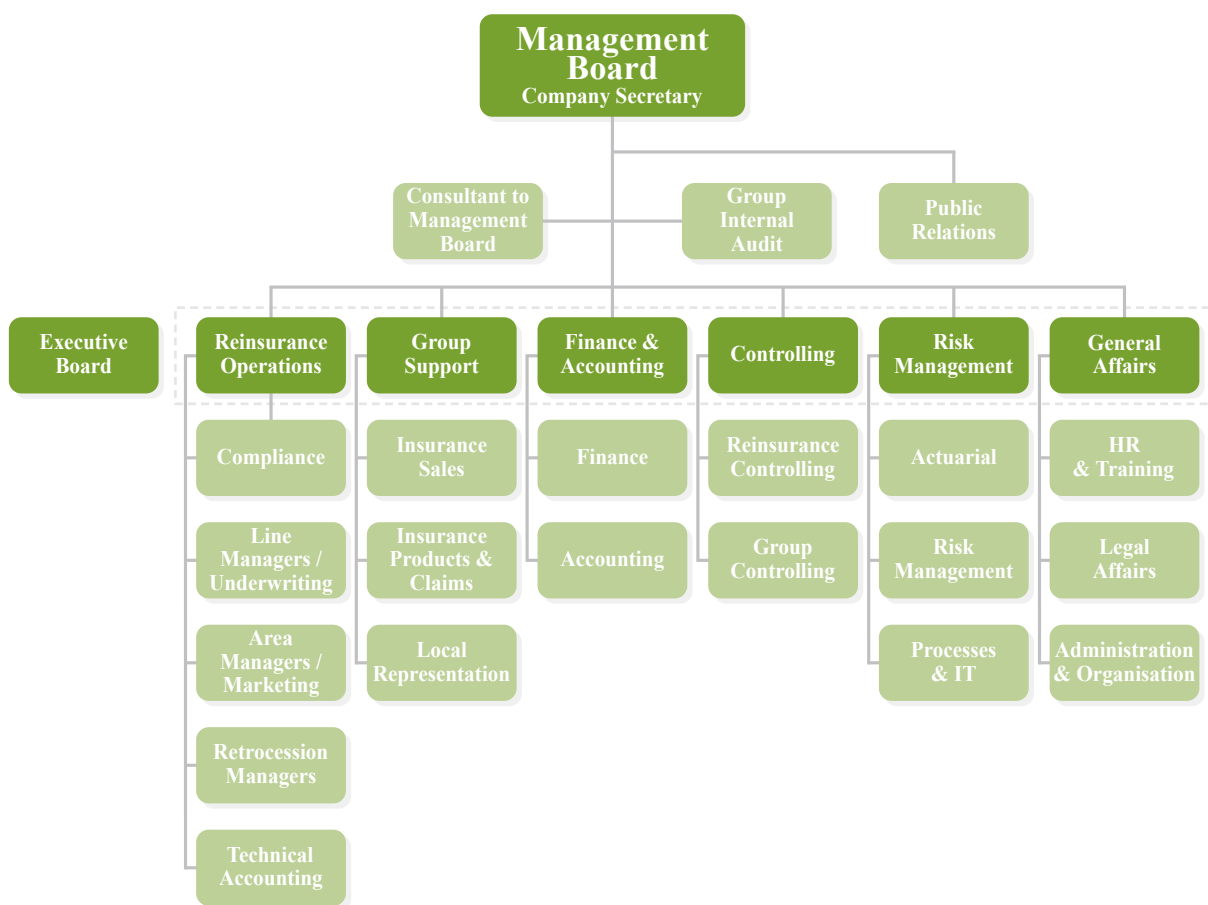 Management
Board
Company Secretary
Consultant to
Management
Board
Group
Internal
Audit
Public
Relations
Executive
Board
Reinsurance
Operations
Group
Support
Finance &
Accounting
Controlling
Risk
Management
General
Affairs
Compliance
Insurance
Sales
Finance
Reinsurance
Controlling
Actuarial
HR
& Training
Line
Managers /
Underwriting
Insurance
Products &
Claims
Accounting
Group
Controlling
Risk
Management
Legal
Affairs
Area
Managers /
Marketing
Local
Representation
Processes
& IT
Administration
& Organisation
Retrocession
Managers
Technical
Accounting